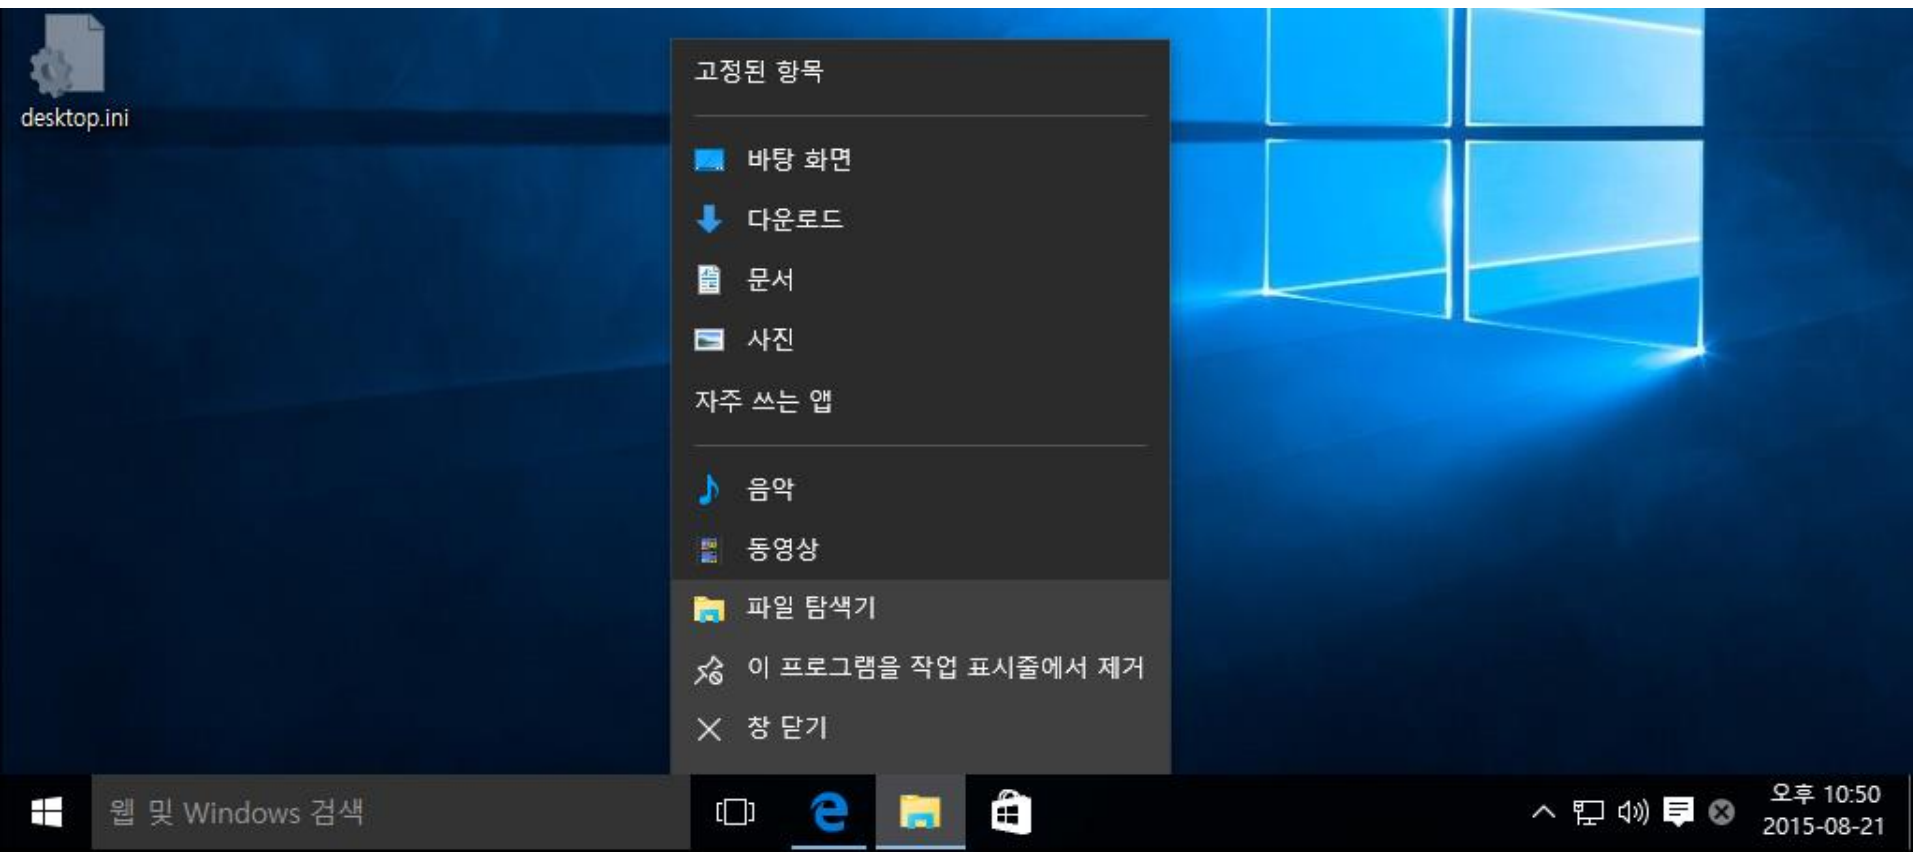 desktop.ini
고정된 항목
바탕 화면
다운로드
문서
사진
자주 쓰는 앱
음악
동영상
파일 탐색기
이 프로그램을 작업 표시줄에서 제거
창 닫기
웹 및 Windows 검색
오후 10:50
2015-08-21